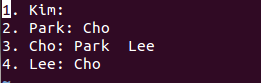 1. Kim:
2. Park: Cho
3. Cho: Park  Lee
4. Lee: Cho